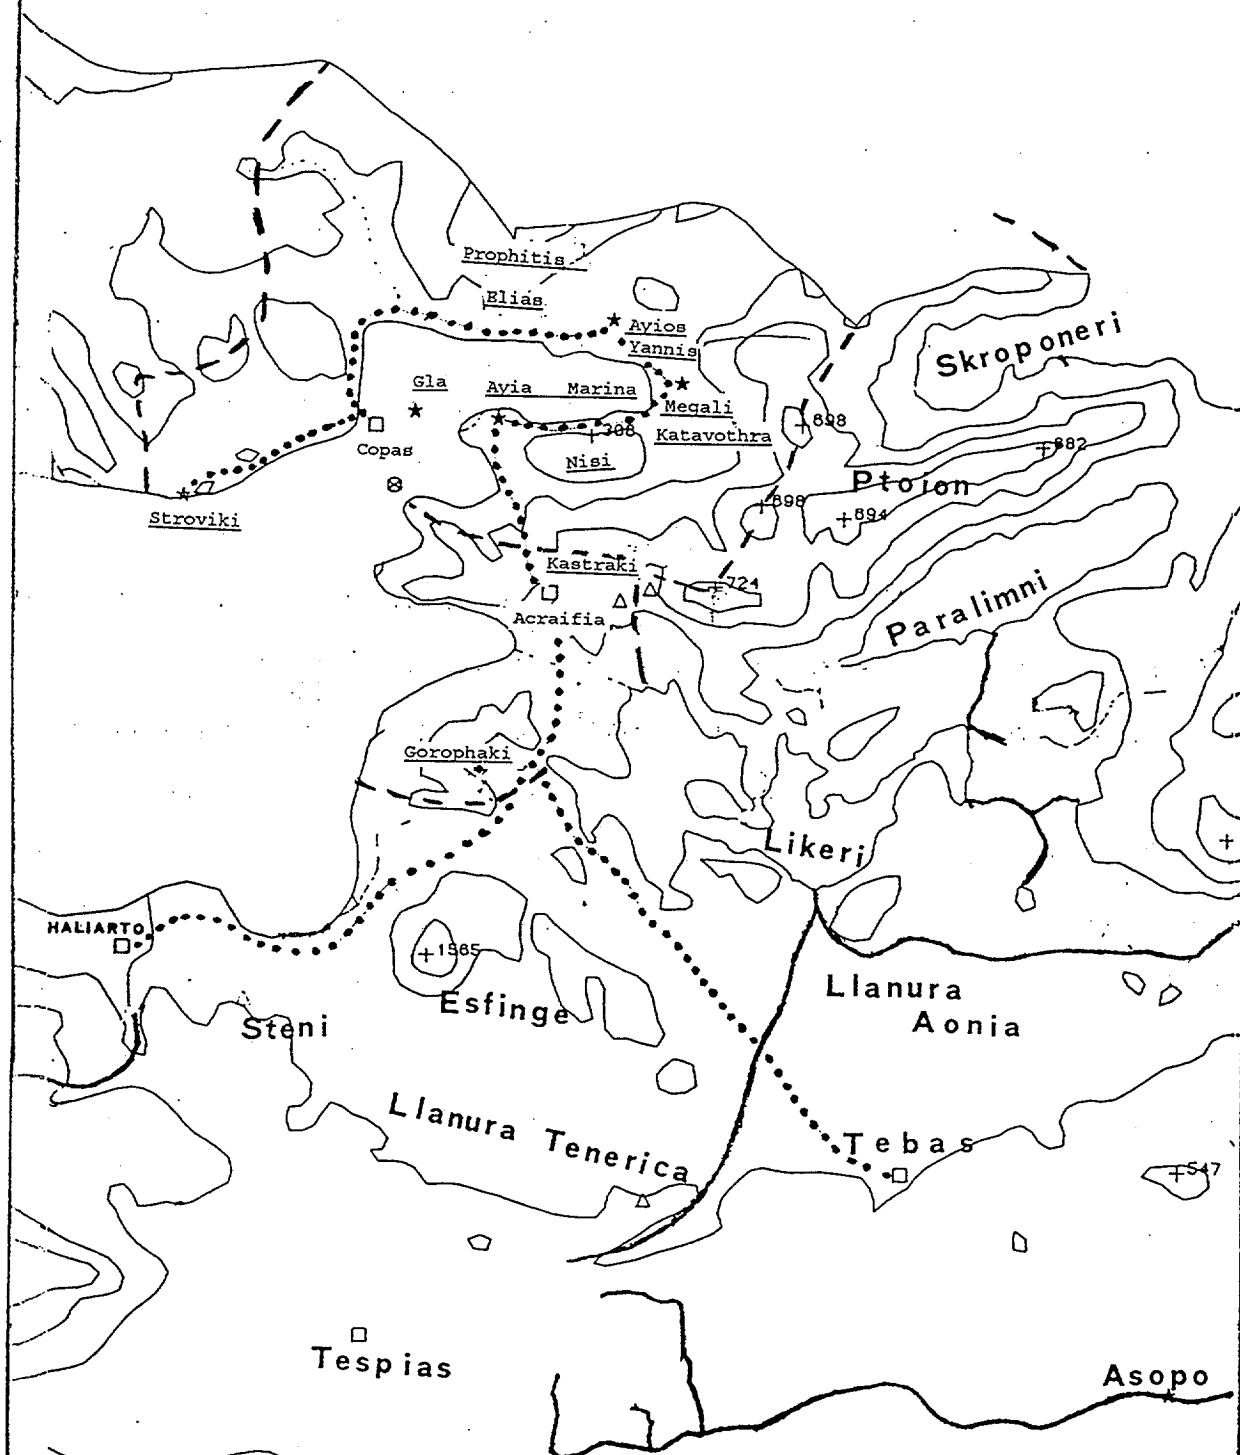 Prophitis
Elias
Ayios
Yannis
Skroponeri
Gla
Ayia Marina
Megali
Katavothra
898
308
Copas
Nisi
882
Ptoion
898
894
Stroviki
Kastraki
724
Acraifia
Paralimni
Gorophaki
Likeri
HALIARTO
1565
Llanura
Aonia
Esfinge
Steni
Llanura Tenerica
Tebas
547
Tespias
Asopo